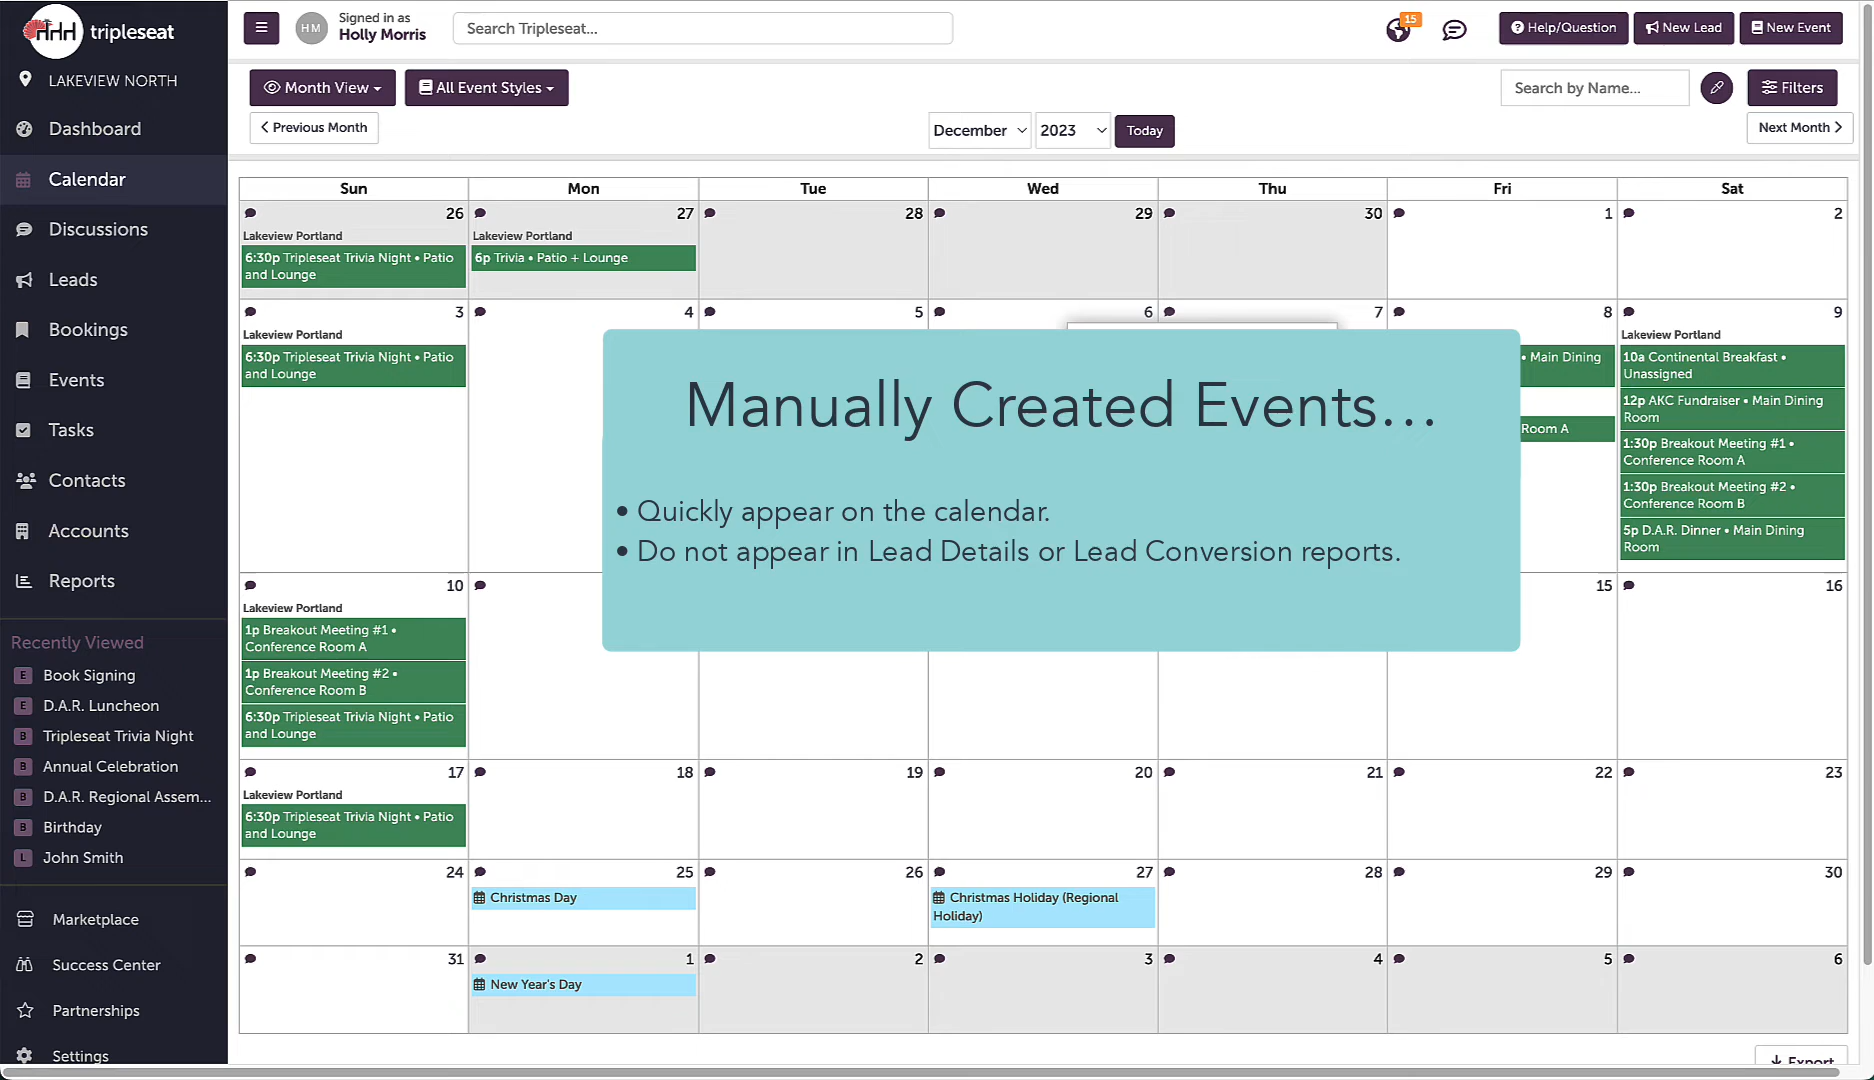 tripleseat
LAKEVIEW NORTH
Dashboard
Calendar
Discussions
Leads
Bookings
Events
Tasks
Contacts
Accounts
Reports
Recently Viewed
E Book Signing
E D.A.R. Luncheon
B Tripleseat Trivia Night
B Annual Celebration
B D.A.R. Regional Assem...
B Birthday
L John Smith
Marketplace
Success Center
Partnerships
Settings
HM
Signed in as
Holly Morris
Search Tripleseat...
15
Help/Question
New Lead
New Event
Month View
All Event Styles
Search by Name...
Filters
Previous Month
December
2023
Today
Next Month
Sun Mon Tue Wed Thu Fri Sat
26 27 28 29 30 1 2
Lakeview Portland
6:30p Tripleseat Trivia Night • Patio
and Lounge
Lakeview Portland
6p Trivia • Patio + Lounge
3 4 5 6 7 8 9
Lakeview Portland
6:30p Tripleseat Trivia Night • Patio
and Lounge
• Main Dining
Room A
Lakeview Portland
10a Continental Breakfast •
Unassigned
12p AKC Fundraiser • Main Dining
Room
1:30p Breakout Meeting #1 •
Conference Room A
1:30p Breakout Meeting #2 •
Conference Room B
5p D.A.R. Dinner • Main Dining
Room
Manually Created Events...
• Quickly appear on the calendar.
• Do not appear in Lead Details or Lead Conversion reports.
10 15 16
Lakeview Portland
1p Breakout Meeting #1 •
Conference Room A
1p Breakout Meeting #2 •
Conference Room B
6:30p Tripleseat Trivia Night • Patio
and Lounge
17 18 19 20 21 22 23
Lakeview Portland
6:30p Tripleseat Trivia Night • Patio
and Lounge
24 25 26 27 28 29 30
Christmas Day
Christmas Holiday (Regional
Holiday)
31 1 2 3 4 5 6
New Year's Day
Export